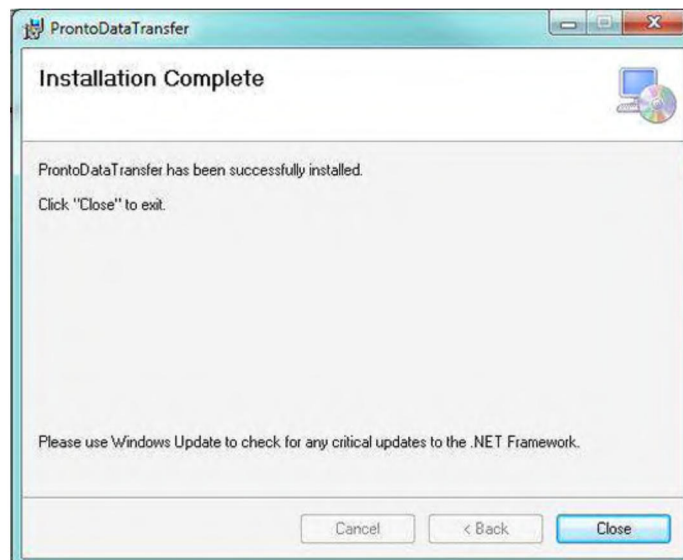 ProntoDataTransfer
Installation Complete
ProntoDataTransfer has been successfully installed.
Click "Close" to exit.
Please use Windows Update to check for any critical updates to the .NET Framework.
Cancel
< Back
Close